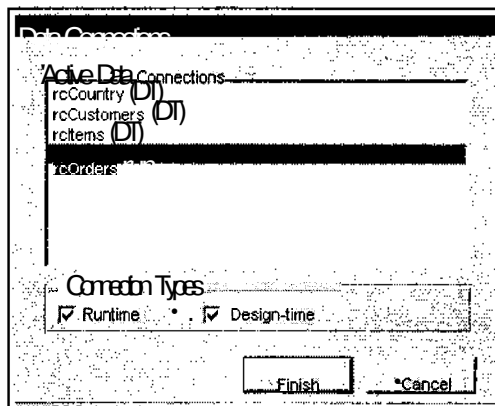 Data Connections
Active Data Connections
rcCountry (DT)
rcCustomers (DT)
rcItems (DT)
rcOrders
Connection Types
Runtime
Design-time
Finish
Cancel